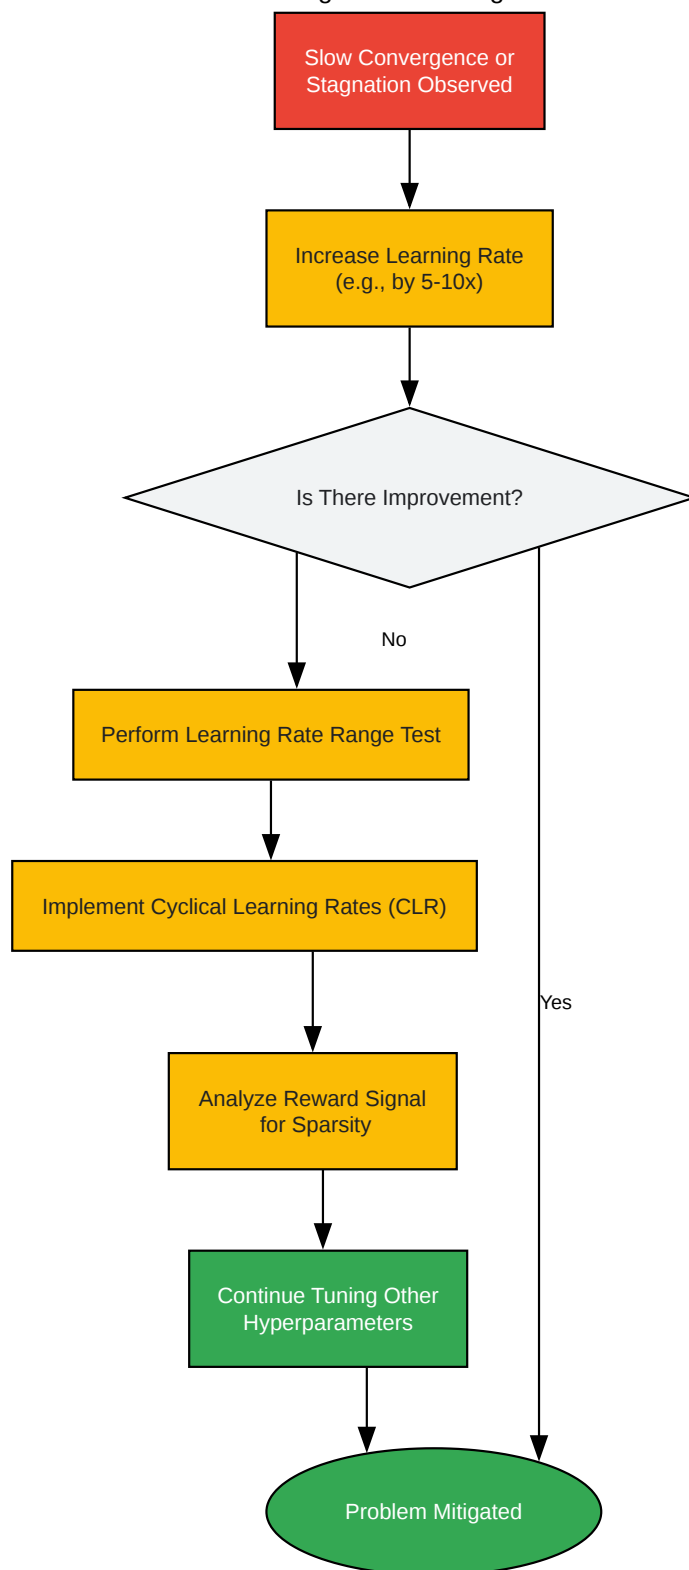 Slow Convergence or
Stagnation Observed
Increase Learning Rate
(e.g., by 5-10x)
Is There Improvement?
No
Perform Learning Rate Range Test
Implement Cyclical Learning Rates (CLR)
Yes
Analyze Reward Signal
for Sparsity
Continue Tuning Other
Hyperparameters
Problem Mitigated